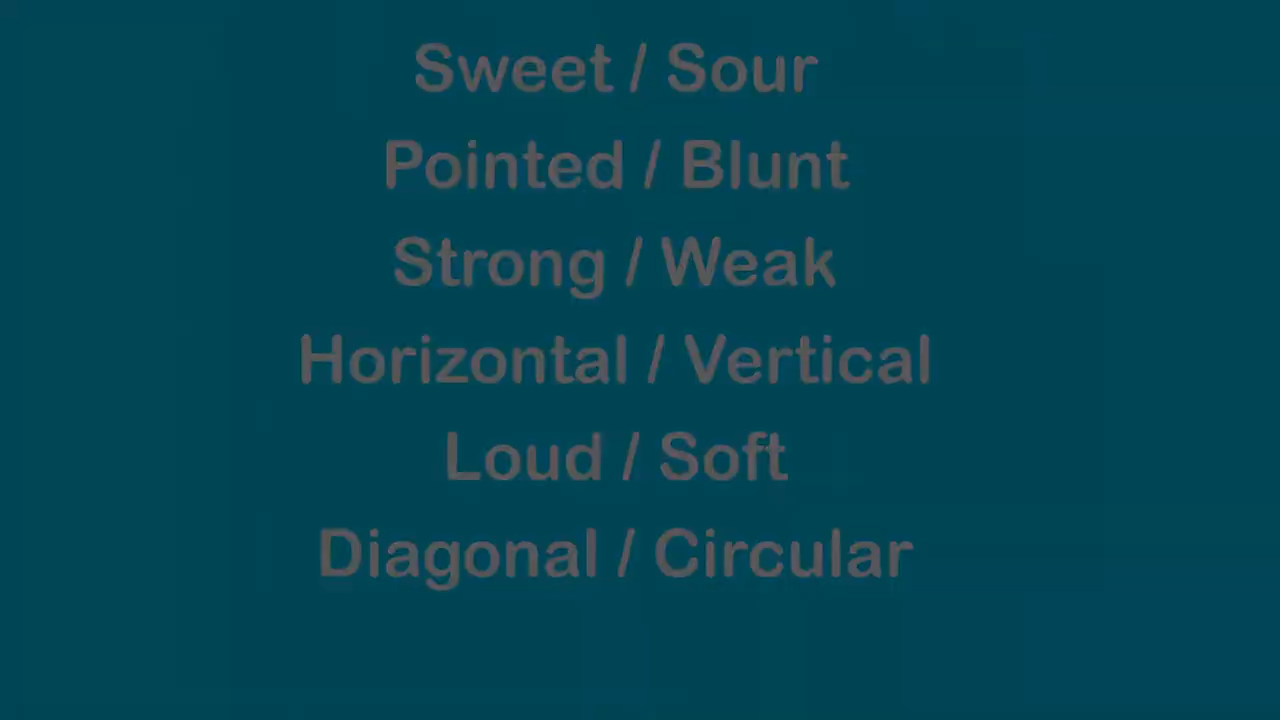 Sweet / Sour
Pointed / Blunt
Strong / Weak
Horizontal / Vertical
Loud / Soft
Diagonal / Circular